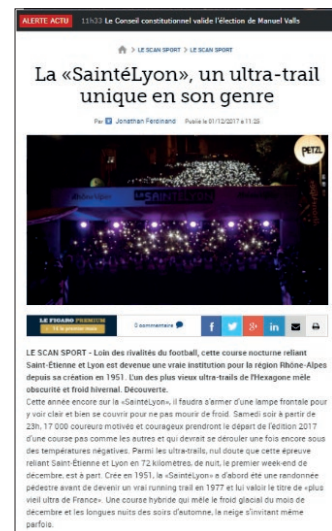 ALERTE ACTU 11h33 Le Conseil constitutionnel valide l'élection de Manuel Valls
> LE SCAN SPORT > LE SCAN SPORT
La «SaintéLyon», un ultra-trail
unique en son genre
Par Jonathan Ferdinand Publié le 01/12/2017 à 11:25
PETZL
LASAINTÉLYON
LE FIGARO PREMIUM
3 commentaires
LE SCAN SPORT - Loin des rivalités du football, cette course nocturne reliant
Saint-Étienne et Lyon est devenue une vraie institution pour la région Rhône-Alpes
depuis sa création en 1951. L'un des plus vieux ultra-trails de l'Hexagone mêle
obscurité et froid hivernal. Découverte.
Cette année encore sur la «SaintéLyon», il faudra s'armer d'une lampe frontale pour
y voir clair et bien se couvrir pour ne pas mourir de froid. Samedi soir à partir de
23h, 17 000 coureurs motivés et courageux prendront le départ de l'édition 2017
d'une course pas comme les autres et qui devrait se dérouler une fois encore sous
des températures négatives. Parmi les ultra-trails, nul doute que cette épreuve
reliant Saint-Étienne et Lyon en 72 kilomètres, de nuit, le premier week-end de
décembre, est à part. Crée en 1951, la «SaintéLyon» a d'abord été une randonnée
pédestre avant de devenir un vrai running trail en 1977 et lui valoir le titre de «plus
vieil ultra de France». Une course hybride qui mêle le froid glacial du mois de
décembre et les longues nuits des soirs d'automne, la neige s'invitant même
parfois.